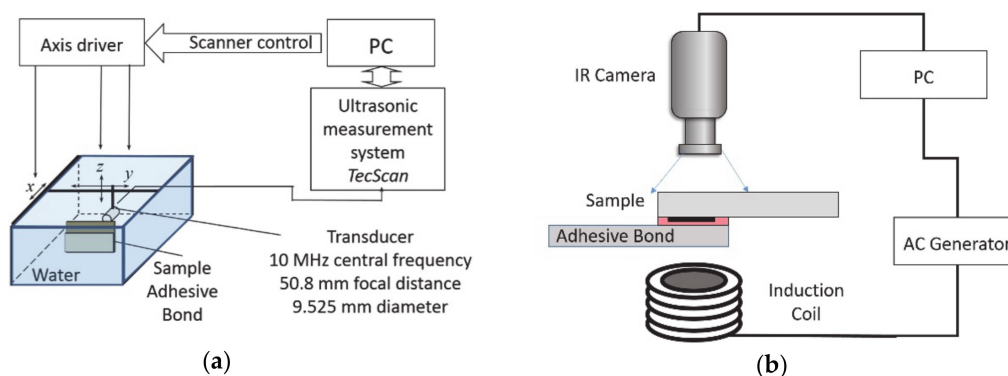 Axis driver
Scanner control
PC
Ultrasonic
measurement
system
TecScan
x
z
y
Water
Sample
Adhesive
Bond
Transducer
10 MHz central frequency
50.8 mm focal distance
9.525 mm diameter
(a)
IR Camera
PC
Sample
Adhesive Bond
AC Generator
Induction
Coil
(b)